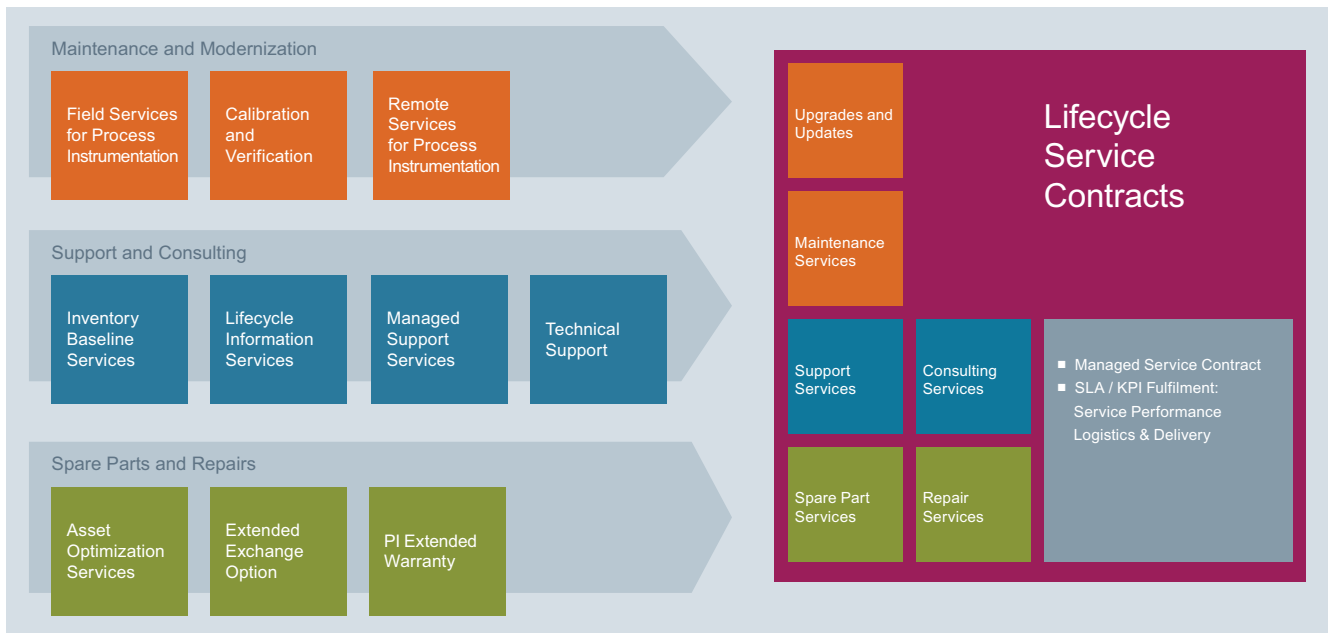 Maintenance and Modernization
Field Services
for Process
Instrumentation
Calibration
and
Verification
Remote
Services
for Process
Instrumentation
Support and Consulting
Inventory
Baseline
Services
Lifecycle
Information
Services
Managed
Support
Services
Technical
Support
Spare Parts and Repairs
Asset
Optimization
Services
Extended
Exchange
Option
PI Extended
Warranty
Lifecycle
Service
Contracts
Upgrades and
Updates
Maintenance
Services
Support
Services
Consulting
Services
■ Managed Service Contract
■ SLA / KPI Fulfilment:
Service Performance
Logistics & Delivery
Spare Part
Services
Repair
Services